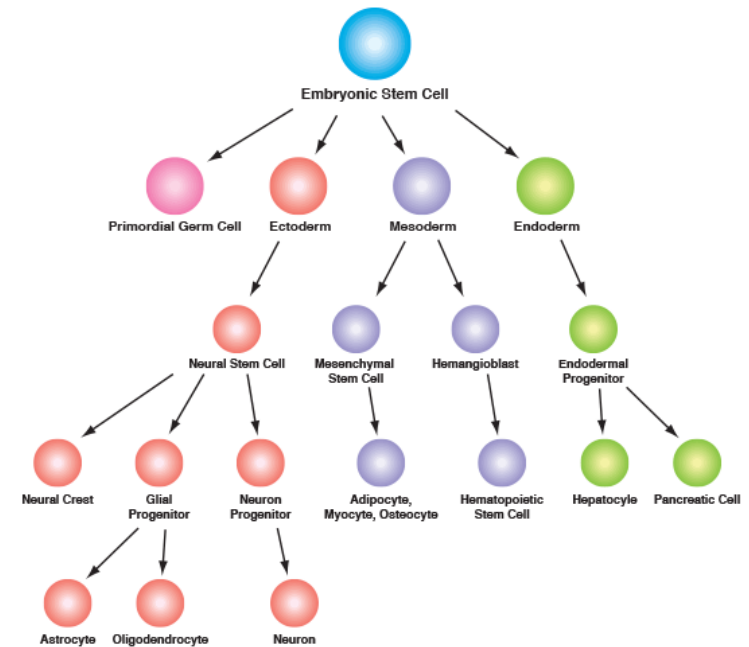 Embryonic Stem Cell
Primordial Germ Cell
Ectoderm
Mesoderm
Endoderm
Neural Stem Cell
Mesenchymal
Stem Cell
Hemangioblast
Endodermal
Progenitor
Neural Crest
Glial
Progenitor
Neuron
Progenitor
Adipocyte,
Myocyte, Osteocyte
Hematopoietic
Stem Cell
Hepatocyle
Pancreatic Cell
Astrocyte
Oligodendrocyte
Neuron